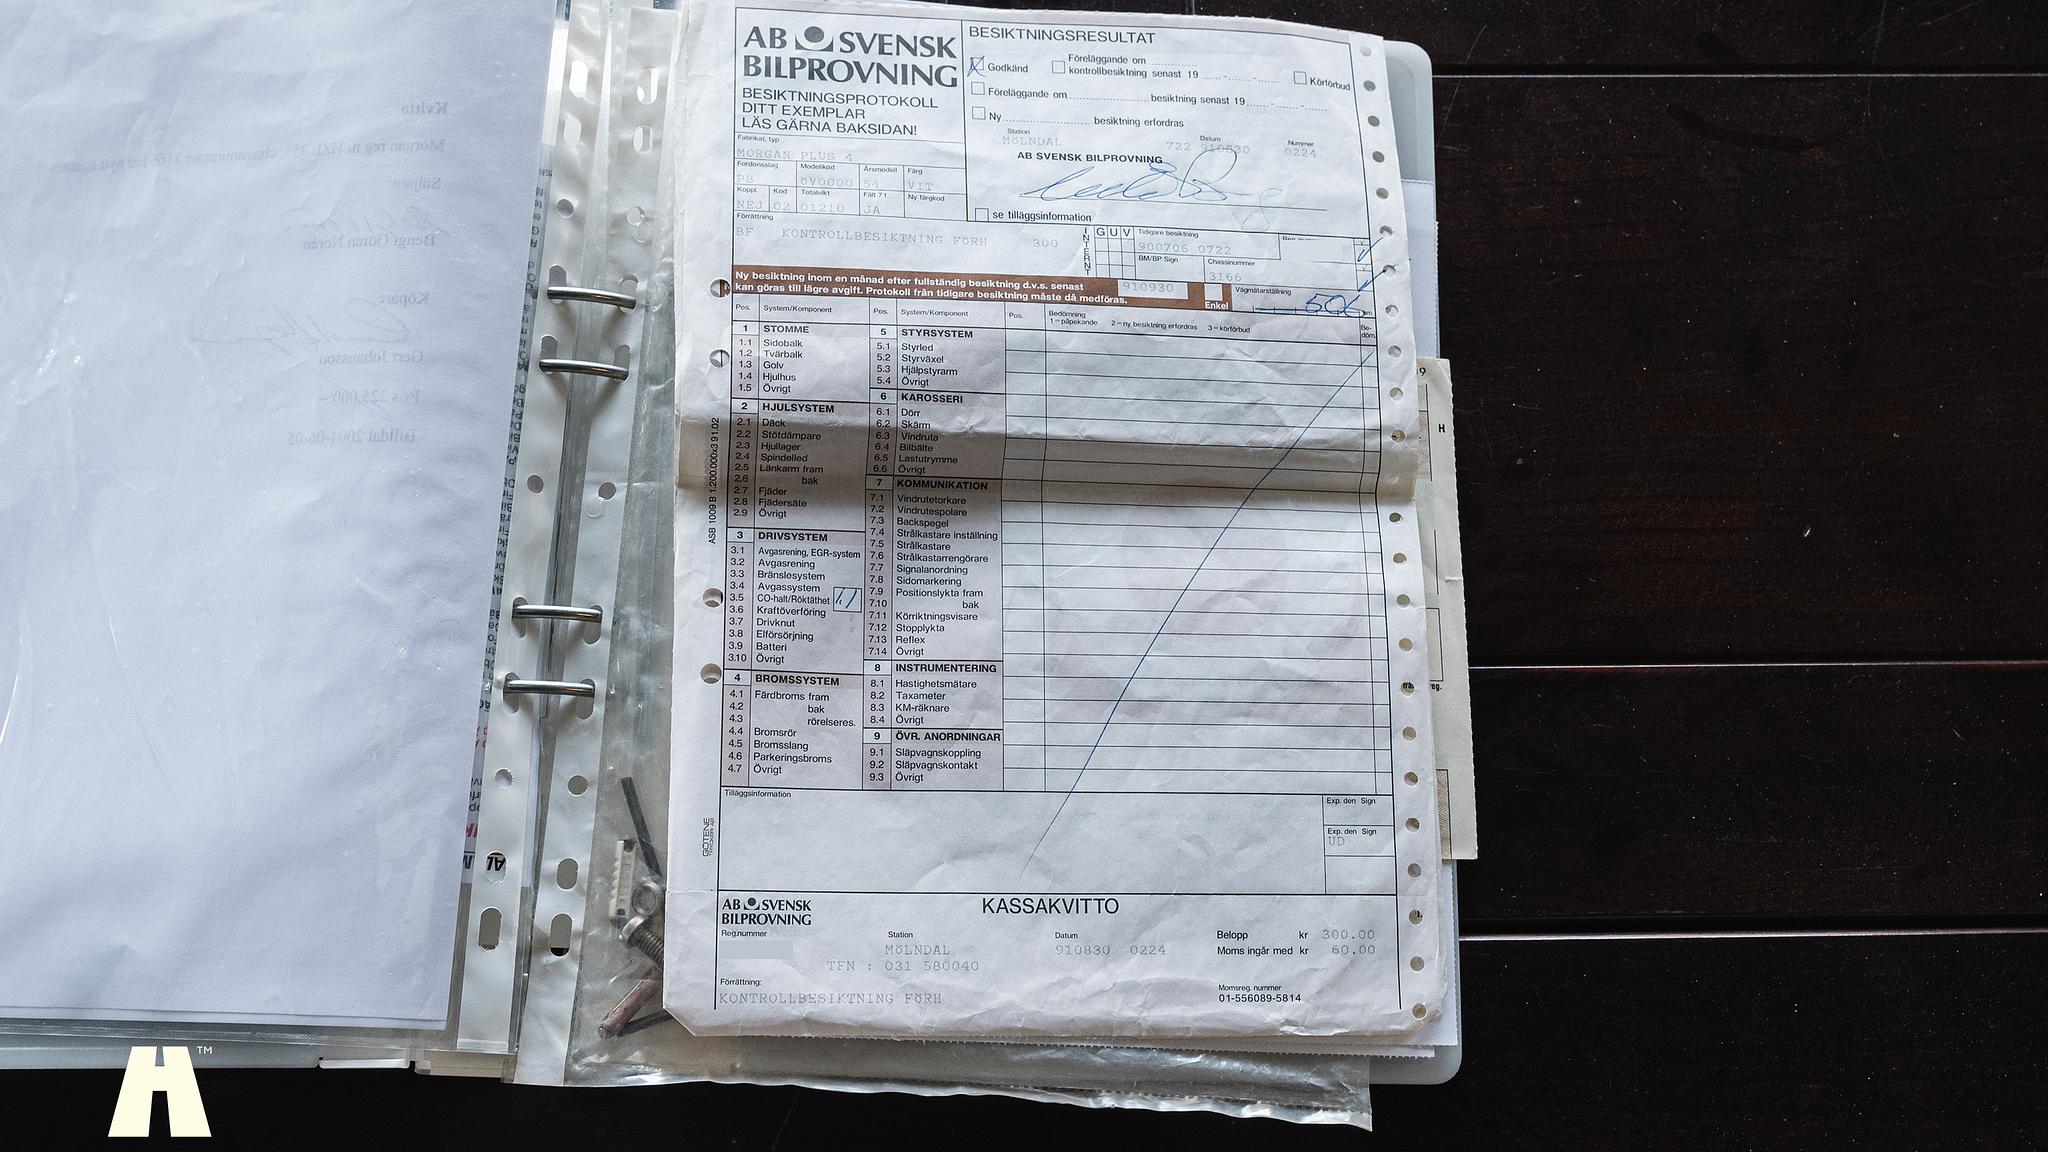 AB SVENSK
BILPROVNING
BESIKTNINGSPROTOKOLL
DITT EXEMPLAR
LÄS GÄRNA BAKSIDAN!
BESIKTNINGSRESULTAT
Godkänd
Föreläggande om
kontrollbesiktning senast 19
Körförbud
Föreläggande om besiktning senast 19
Ny besiktning erfordras
Station Datum Nummer
MÖLNDAL 722 910830 0224
AB SVENSK BILPROVNING
se tilläggsinformation
Fabrikat, typ
MORGAN PLUS 4
Fordonsslag Modellkod Årsmodell Färg
PB ÖV0000 54 VIT
Koppl. Kod Totalvikt Fält 71 Ny färgkod
NEJ 02 01210 JA
Förrättning
BF KONTROLLBESIKTNING FÖRH 300
INTERNT
G U V
Tidigare besiktning
900706 0722
BM/BP Sign Chassinummer
3166
Ny besiktning inom en månad efter fullständig besiktning d.v.s. senast 910930
kan göras till lägre avgift. Protokoll från tidigare besiktning måste då medföras.
Enkel
Vägmätarställning
Pos. System/Komponent Pos. System/Komponent Pos. Bedömning
1 = påpekande 2 = ny besiktning erfordras 3 = körförbud
Be-
döm.
1 STOMME
1.1 Sidobalk
1.2 Tvärbalk
1.3 Golv
1.4 Hjulhus
1.5 Övrigt
2 HJULSYSTEM
2.1 Däck
2.2 Stötdämpare
2.3 Hjullager
2.4 Spindelled
2.5 Länkarm fram
2.6 bak
2.7 Fjäder
2.8 Fjädersäte
2.9 Övrigt
3 DRIVSYSTEM
3.1 Avgasrening, EGR-system
3.2 Avgasrening
3.3 Bränslesystem
3.4 Avgassystem
3.5 CO-halt/Röktäthet
3.6 Kraftöverföring
3.7 Drivknut
3.8 Elförsörjning
3.9 Batteri
3.10 Övrigt
4 BROMSSYSTEM
4.1 Färdbroms fram
4.2 bak
4.3 rörelseres.
4.4 Bromsrör
4.5 Bromsslang
4.6 Parkeringsbroms
4.7 Övrigt
5 STYRSYSTEM
5.1 Styrled
5.2 Styrväxel
5.3 Hjälpstyrarm
5.4 Övrigt
6 KAROSSERI
6.1 Dörr
6.2 Skärm
6.3 Vindruta
6.4 Bilbälte
6.5 Lastutrymme
6.6 Övrigt
7 KOMMUNIKATION
7.1 Vindrutetorkare
7.2 Vindrutespolare
7.3 Backspegel
7.4 Strålkastare inställning
7.5 Strålkastare
7.6 Strålkastarrengörare
7.7 Signalanordning
7.8 Sidomarkering
7.9 Positionslykta fram
7.10 bak
7.11 Körriktningsvisare
7.12 Stopplykta
7.13 Reflex
7.14 Övrigt
8 INSTRUMENTERING
8.1 Hastighetsmätare
8.2 Taxameter
8.3 KM-räknare
8.4 Övrigt
9 ÖVR. ANORDNINGAR
9.1 Släpvagnskoppling
9.2 Släpvagnskontakt
9.3 Övrigt
Tilläggsinformation
Exp. den Sign
Exp. den Sign
UD
AB SVENSK
BILPROVNING
KASSAKVITTO
Reg.nummer Station Datum Belopp kr 300.00
MÖLNDAL 910830 0224 Moms ingår med kr 60.00
TFN : 031 580040
Förrättning: Momsreg. nummer
KONTROLLBESIKTNING FÖRH 01-556089-5814
Kvitto
Säljare:
Bengt Göran Norén
Köpare
Gert Johansson
Pris 225.000:-
Billdal 2001-06-05
H
TM